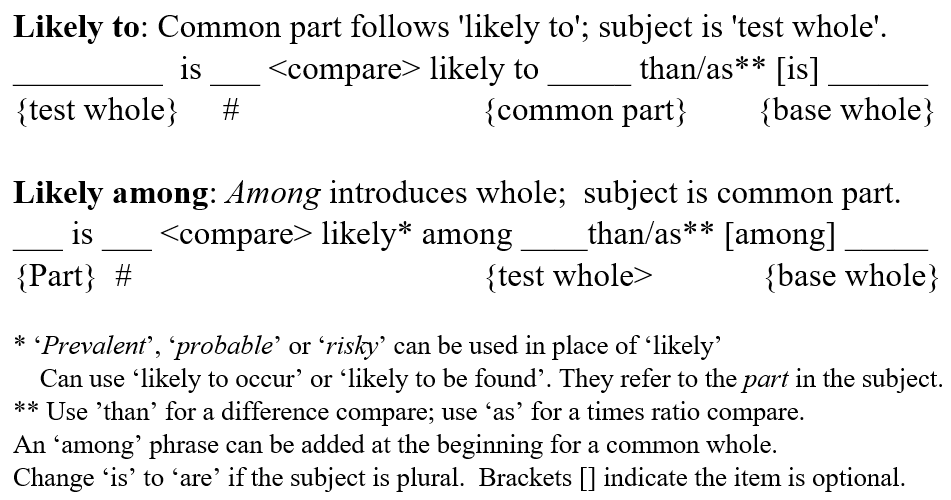 Likely to: Common part follows 'likely to'; subject is 'test whole'.
_________ is ___ <compare> likely to _____ than/as** [is] ______
{test whole} # {common part} {base whole}
Likely among: Among introduces whole; subject is common part.
___ is ___ <compare> likely* among ____than/as** [among] _____
{Part} # {test whole> {base whole}
* ‘Prevalent’, ‘probable’ or ‘risky’ can be used in place of ‘likely’
Can use ‘likely to occur’ or ‘likely to be found’. They refer to the part in the subject.
** Use ’than’ for a difference compare; use ‘as’ for a times ratio compare.
An ‘among’ phrase can be added at the beginning for a common whole.
Change ‘is’ to ‘are’ if the subject is plural. Brackets [] indicate the item is optional.